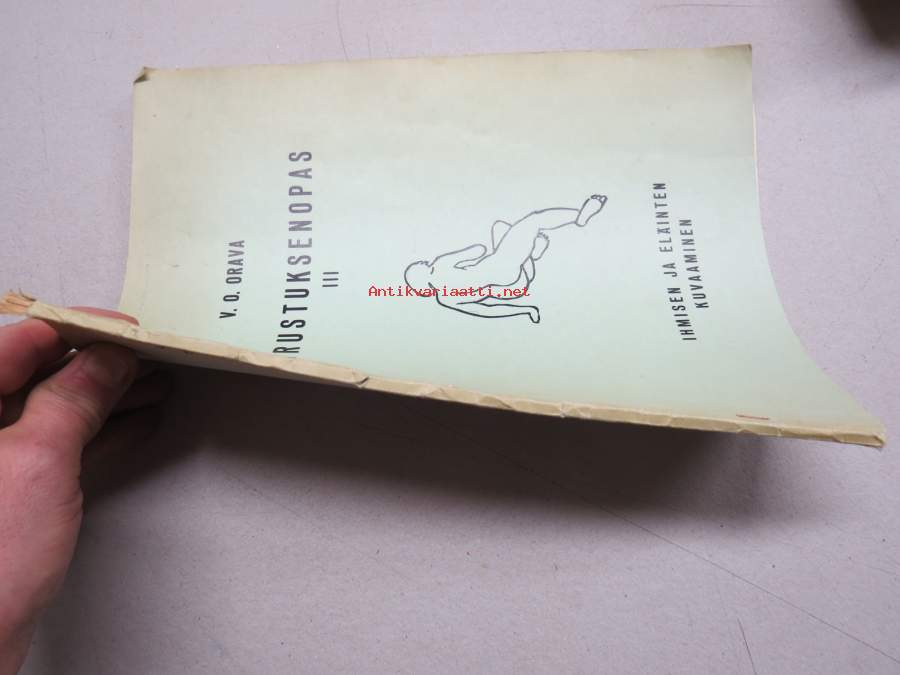 V. O. ORAVA
RUSTUKSENOPAS
III
Antikvariaatti.net
IHMISEN JA ELÄINTEN
KUVAAMINEN